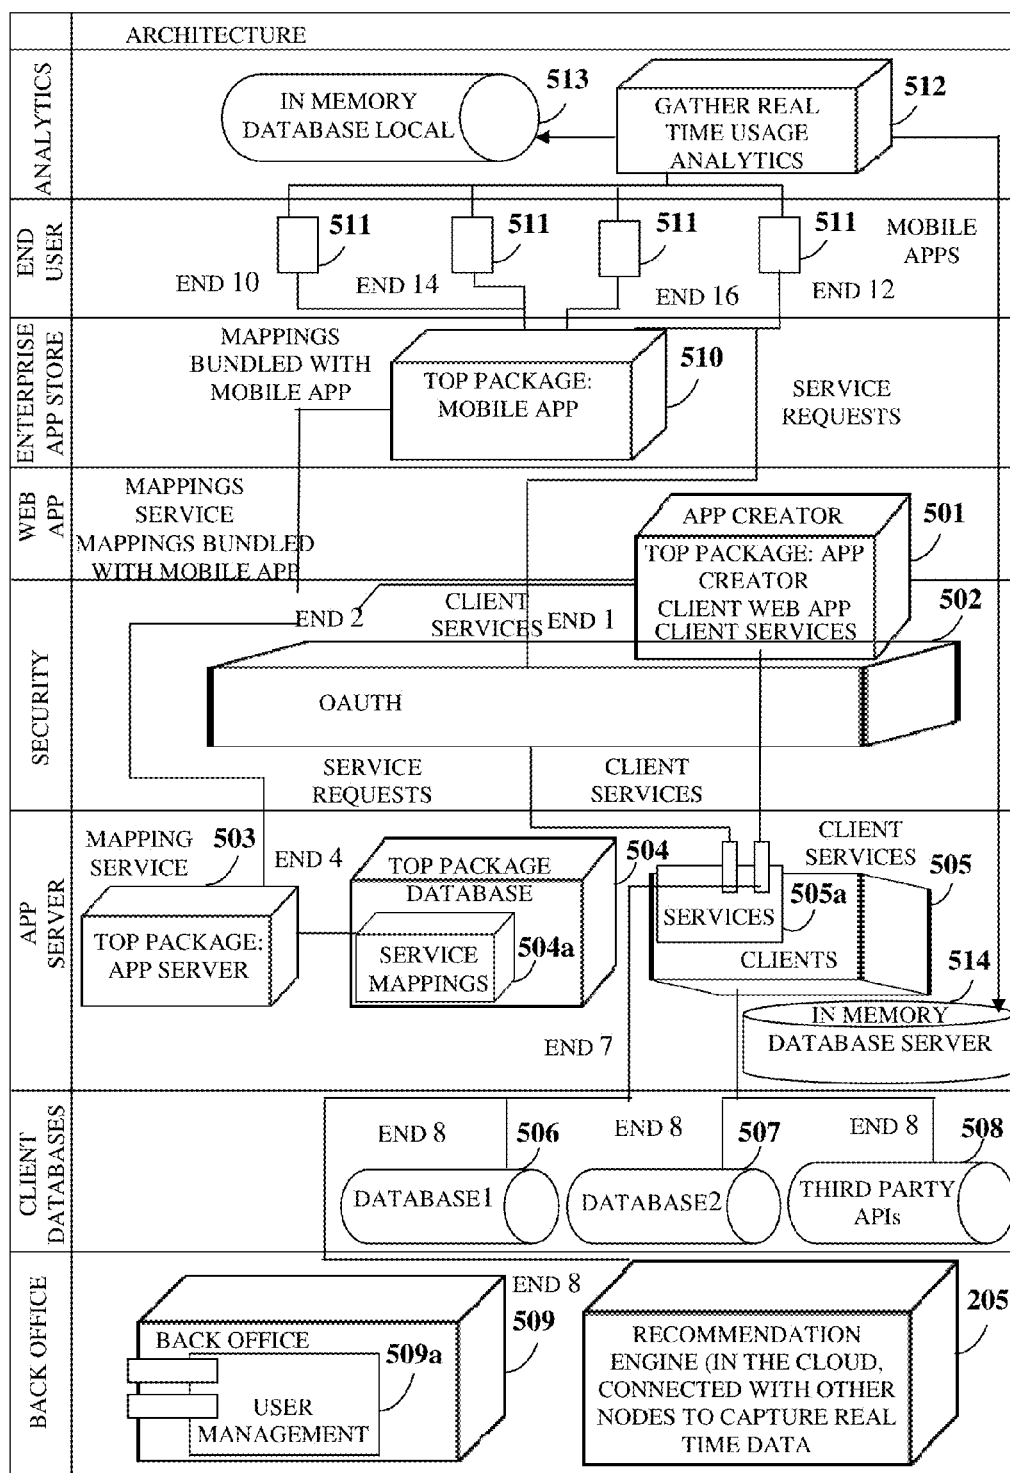 ARCHITECTURE
ANALYTICS
IN MEMORY
DATABASE LOCAL
513
GATHER REAL
TIME USAGE
ANALYTICS
512
END
USER
511
511
511
511
MOBILE
APPS
END 10
END 14
END 16
END 12
ENTERPRISE
APP STORE
MAPPINGS
BUNDLED WITH
MOBILE APP
TOP PACKAGE:
MOBILE APP
510
SERVICE
REQUESTS
WEB
APP
MAPPINGS
SERVICE
MAPPINGS BUNDLED
WITH MOBILE APP
APP CREATOR
501
TOP PACKAGE: APP
CREATOR
CLIENT WEB APP
CLIENT SERVICES
SECURITY
END 2
CLIENT
SERVICES
END 1
502
OAUTH
SERVICE
REQUESTS
CLIENT
SERVICES
APP
SERVER
MAPPING
SERVICE
503
END 4
TOP PACKAGE:
APP SERVER
TOP PACKAGE
DATABASE
504
SERVICE
MAPPINGS
504a
CLIENT
SERVICES
505
SERVICES
505a
CLIENTS
514
IN MEMORY
DATABASE SERVER
END 7
CLIENT
DATABASES
END 8
506
END 8
507
END 8
508
DATABASE1
DATABASE2
THIRD PARTY
APIs
BACK OFFICE
END 8
509
BACK OFFICE
509a
USER
MANAGEMENT
205
RECOMMENDATION
ENGINE (IN THE CLOUD,
CONNECTED WITH OTHER
NODES TO CAPTURE REAL
TIME DATA